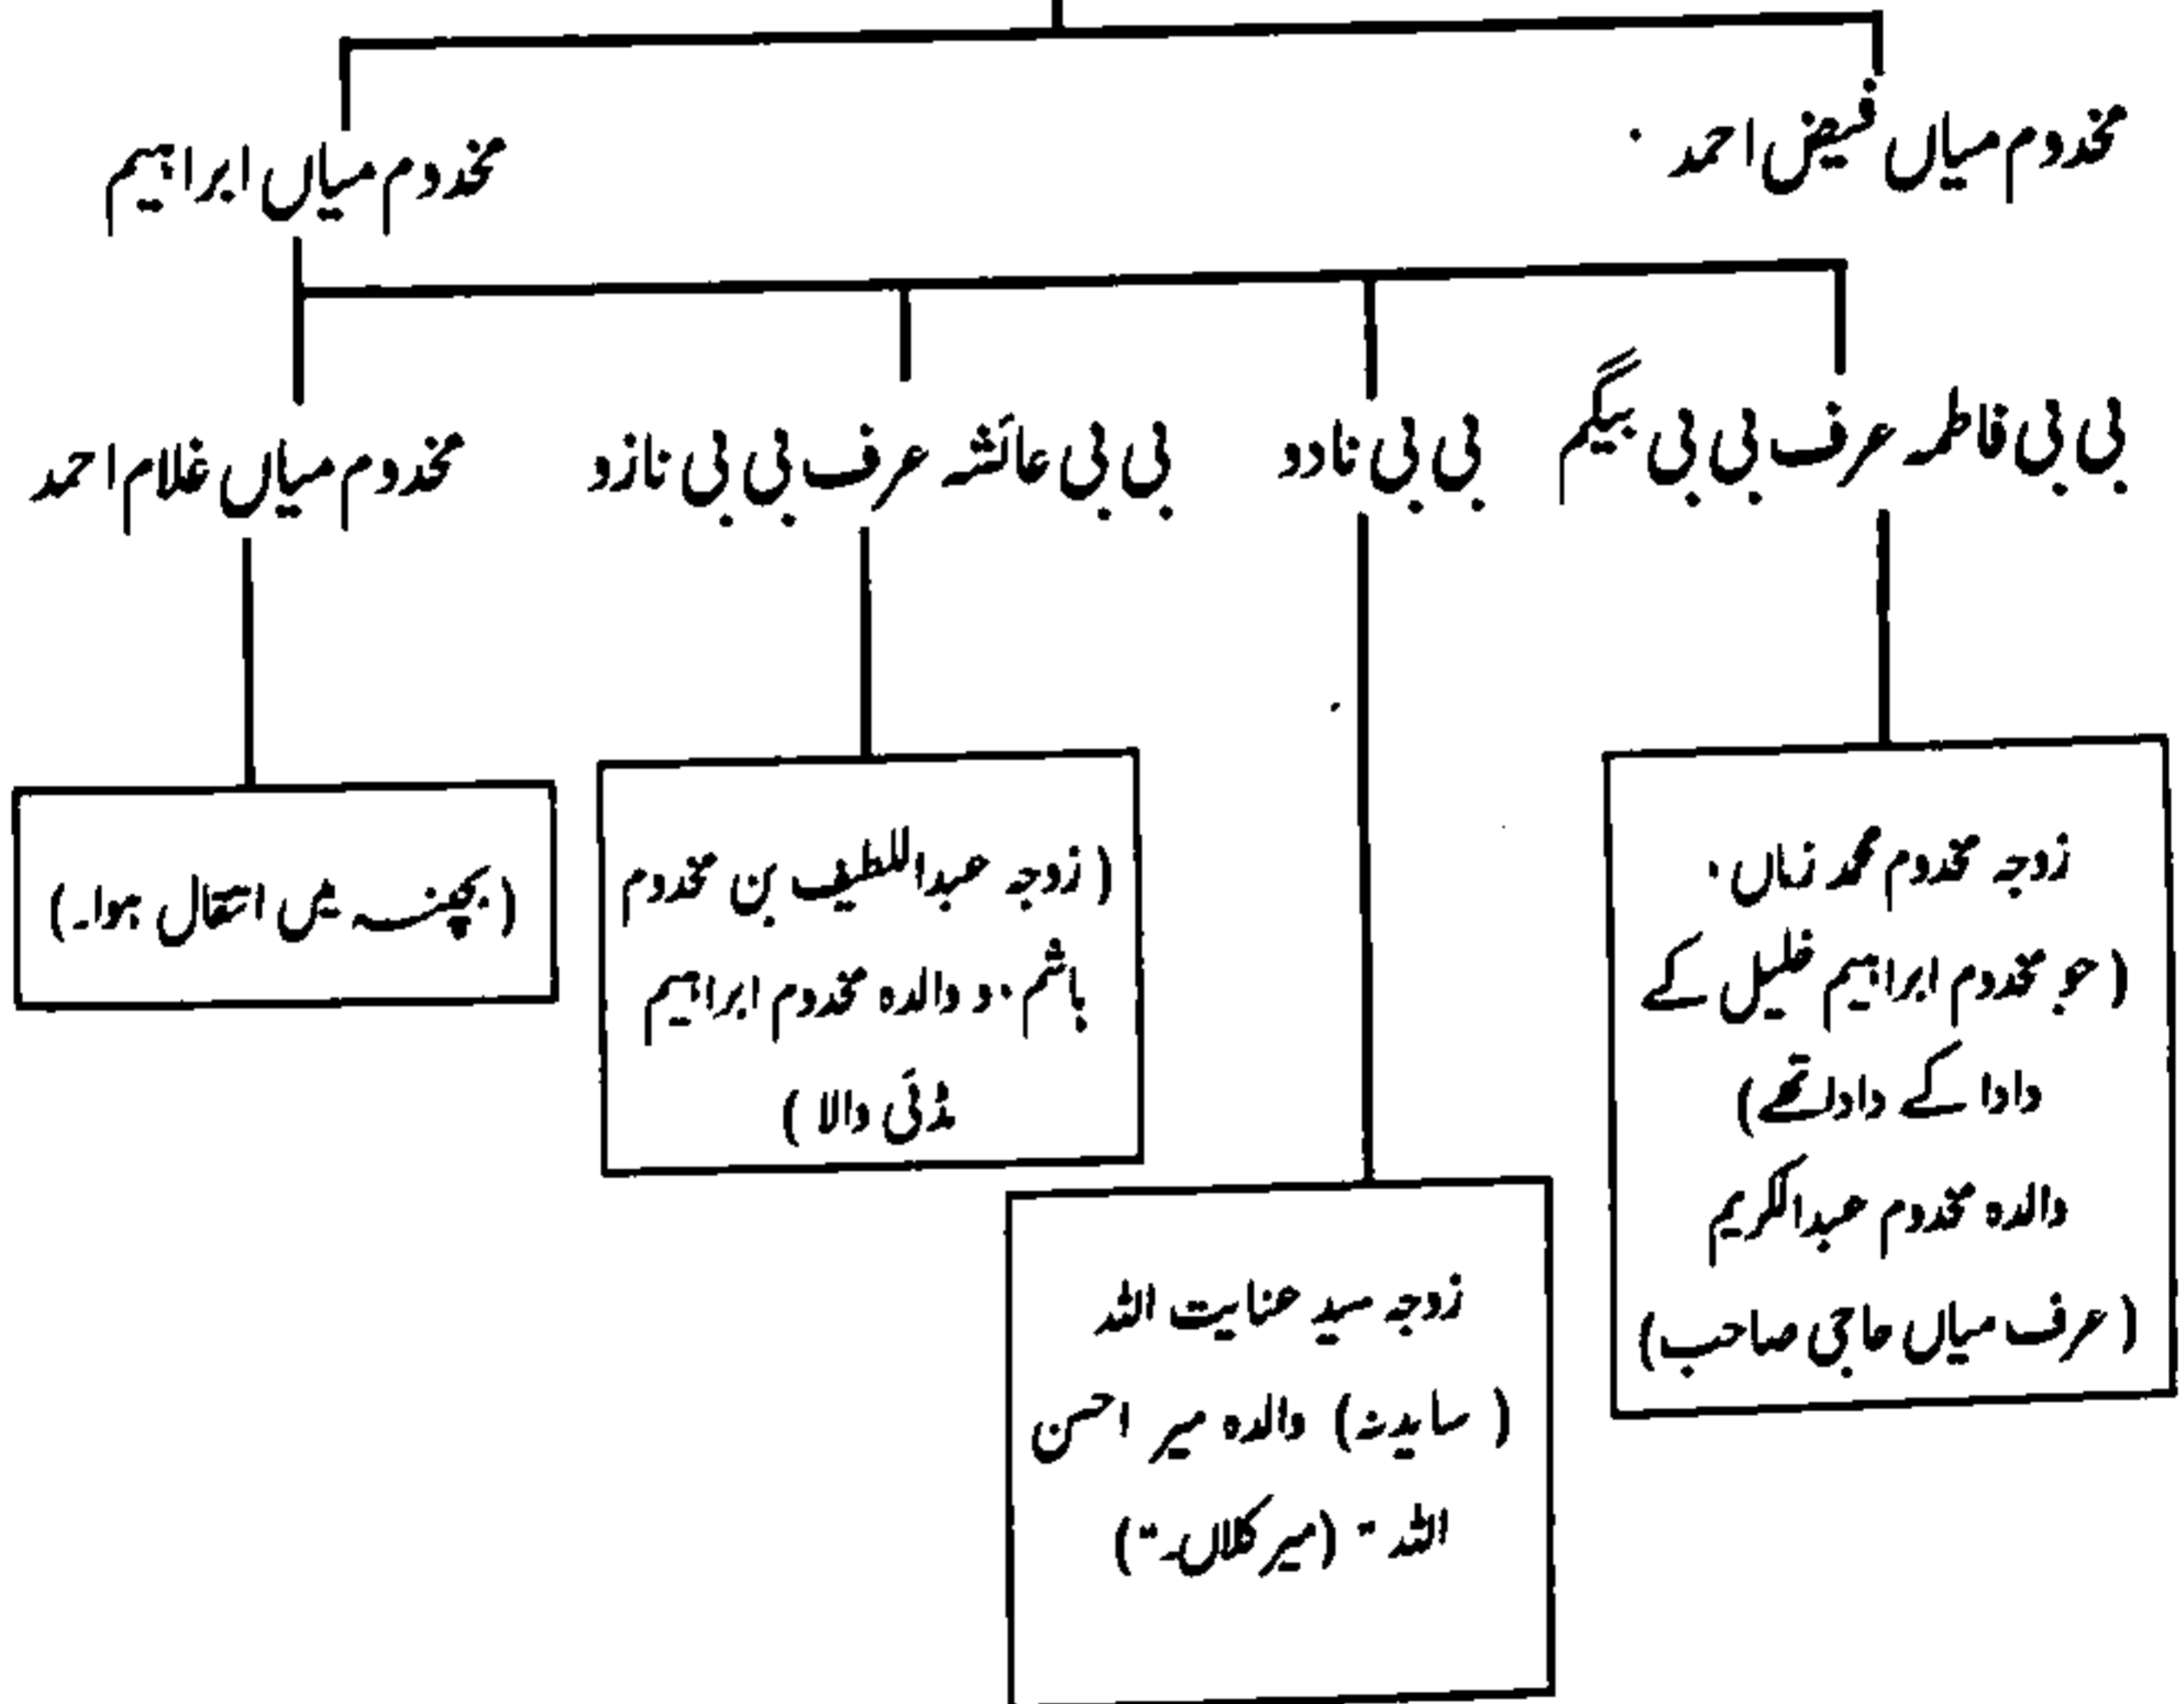 مخدوم میاں فیض احمد
مخدوم میاں ابراہیم
بی بی فاطمہ عرف بی بی بیگم
بی بی نادو
بی بی عائشہ عرف بی بی نازو
مخدوم میاں غلام احمد
زوجہ مخدوم محمد زماں
(جو مخدوم ابراہیم خلیل کے
دادا کے دادا تھے)
والدہ مخدوم عبدالکریم
(عرف میاں حاجی صاحب)
زوجہ سید عنایت اللہ
(سایدنہ) والدہ میر احسن
اللہ (میر کلاں)
(زوجہ عبداللطیف بن مخدوم
ہاشم، و والدہ مخدوم ابراہیم
مڈئی والا)
(بچپن میں انتقال ہوا۔)